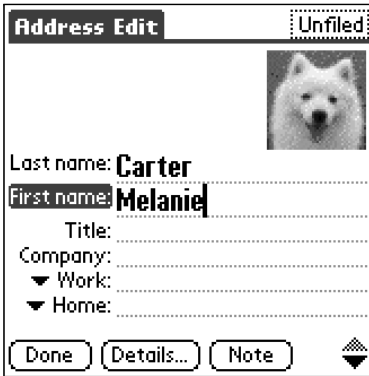 Address Edit Unfiled
Last name: Carter
First name: Melanie
Title:
Company:
Work:
Home:
Done Details... Note